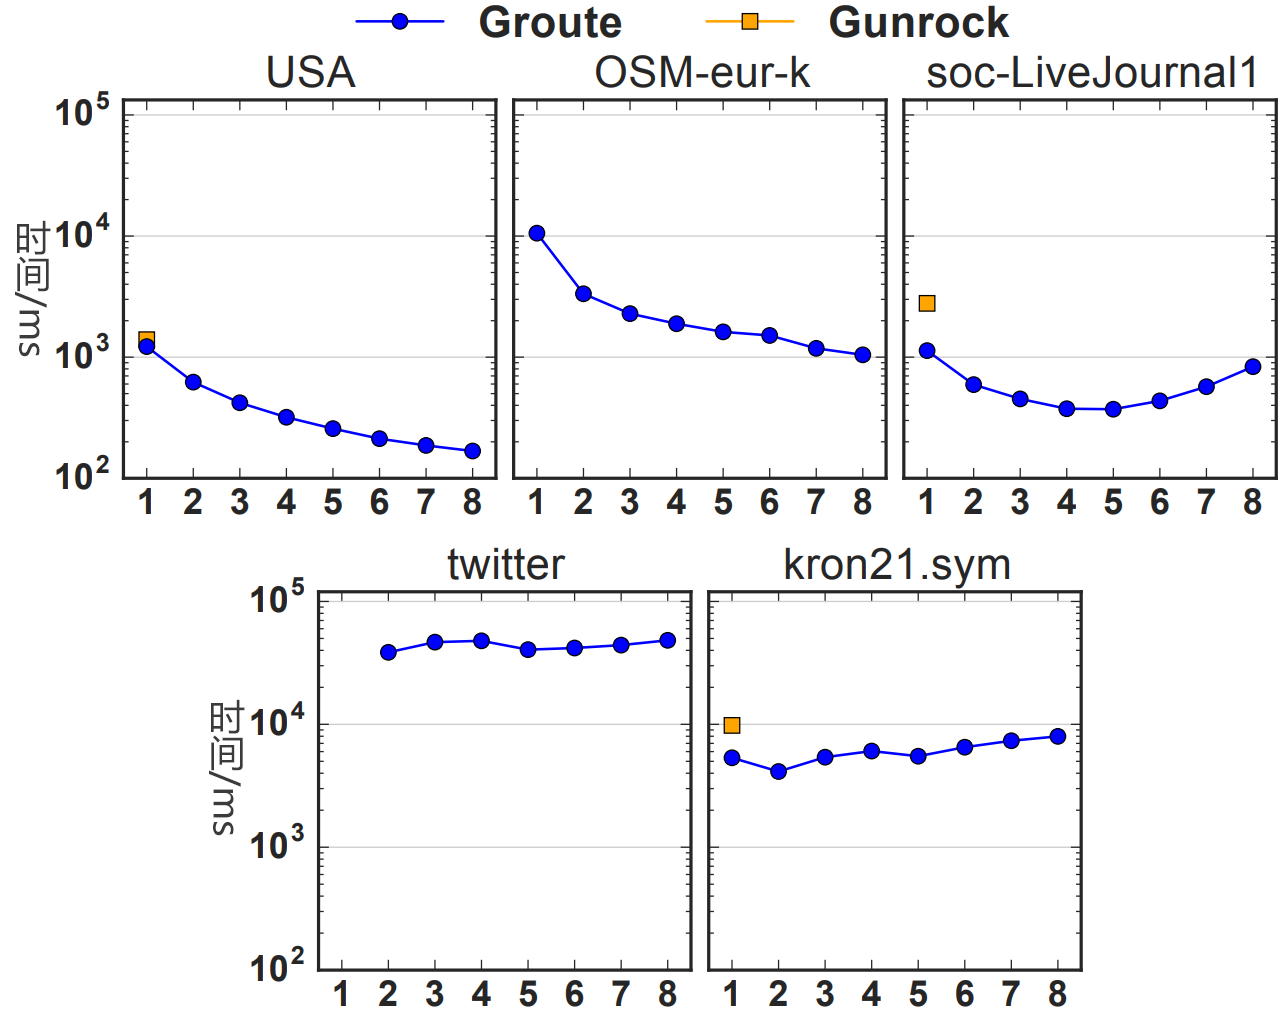 Groute Gunrock
USA OSM-eur-k soc-LiveJournal1
10^5
10^4
10^3
10^2
时间/ms
1 2 3 4 5 6 7 8 1 2 3 4 5 6 7 8 1 2 3 4 5 6 7 8
twitter kron21.sym
10^5
10^4
10^3
10^2
时间/ms
1 2 3 4 5 6 7 8 1 2 3 4 5 6 7 8